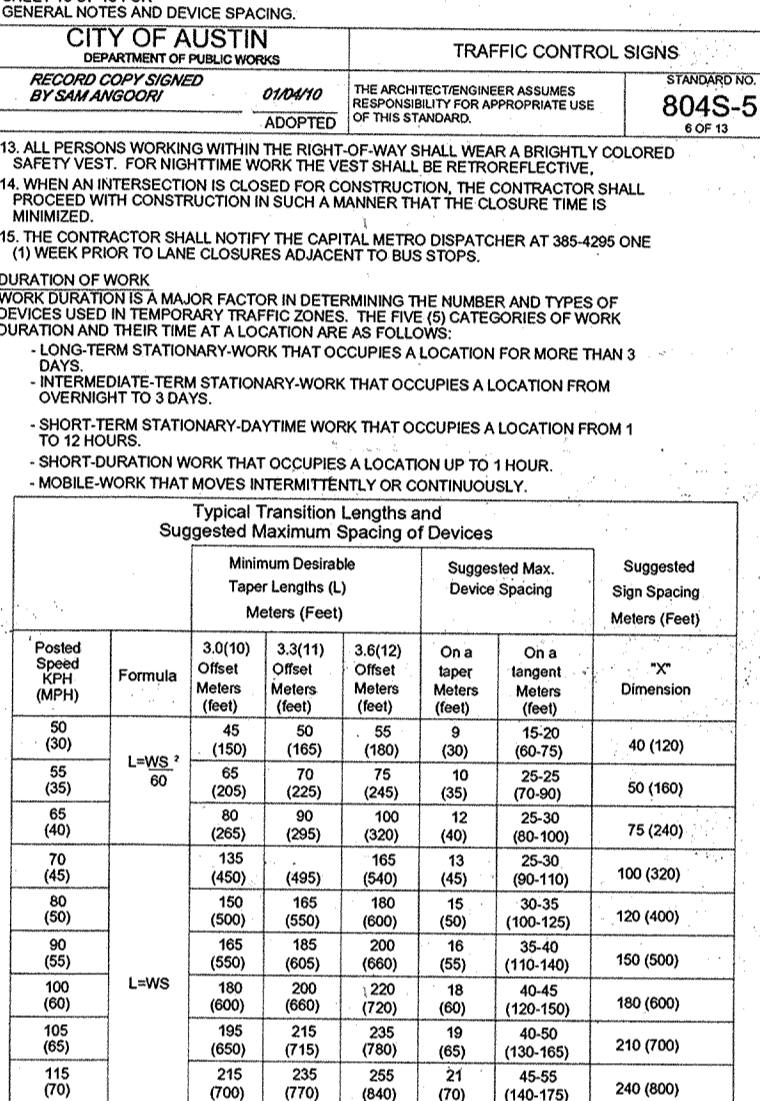 GENERAL NOTES AND DEVICE SPACING.
CITY OF AUSTIN
DEPARTMENT OF PUBLIC WORKS
TRAFFIC CONTROL SIGNS
RECORD COPY SIGNED
BY SAM ANGOORI
01/04/10
ADOPTED
THE ARCHITECT/ENGINEER ASSUMES
RESPONSIBILITY FOR APPROPRIATE USE
OF THIS STANDARD.
STANDARD NO.
804S-5
6 OF 13
13. ALL PERSONS WORKING WITHIN THE RIGHT-OF-WAY SHALL WEAR A BRIGHTLY COLORED
SAFETY VEST. FOR NIGHTTIME WORK THE VEST SHALL BE RETROREFLECTIVE,
14. WHEN AN INTERSECTION IS CLOSED FOR CONSTRUCTION, THE CONTRACTOR SHALL
PROCEED WITH CONSTRUCTION IN SUCH A MANNER THAT THE CLOSURE TIME IS
MINIMIZED.
15. THE CONTRACTOR SHALL NOTIFY THE CAPITAL METRO DISPATCHER AT 385-4295 ONE
(1) WEEK PRIOR TO LANE CLOSURES ADJACENT TO BUS STOPS.
DURATION OF WORK
WORK DURATION IS A MAJOR FACTOR IN DETERMINING THE NUMBER AND TYPES OF
DEVICES USED IN TEMPORARY TRAFFIC ZONES. THE FIVE (5) CATEGORIES OF WORK
DURATION AND THEIR TIME AT A LOCATION ARE AS FOLLOWS:
- LONG-TERM STATIONARY-WORK THAT OCCUPIES A LOCATION FOR MORE THAN 3
DAYS.
- INTERMEDIATE-TERM STATIONARY-WORK THAT OCCUPIES A LOCATION FROM
OVERNIGHT TO 3 DAYS.
- SHORT-TERM STATIONARY-DAYTIME WORK THAT OCCUPIES A LOCATION FROM 1
TO 12 HOURS.
- SHORT-DURATION WORK THAT OCCUPIES A LOCATION UP TO 1 HOUR.
- MOBILE-WORK THAT MOVES INTERMITTENTLY OR CONTINUOUSLY.
Typical Transition Lengths and
Suggested Maximum Spacing of Devices
Minimum Desirable
Taper Lengths (L)
Meters (Feet)
Suggested Max.
Device Spacing
Suggested
Sign Spacing
Meters (Feet)
Posted
Speed
KPH
(MPH)
Formula
3.0(10)
Offset
Meters
(feet)
3.3(11)
Offset
Meters
(feet)
3.6(12)
Offset
Meters
(feet)
On a
taper
Meters
(feet)
On a
tangent
Meters
(feet)
"X"
Dimension
50 45 50 55 9 15-20
(30) (150) (165) (180) (30) (60-75) 40 (120)
L=WS²
60
55 65 70 75 10 25-25
(35) (205) (225) (245) (35) (70-90) 50 (160)
65 80 90 100 12 25-30
(40) (265) (295) (320) (40) (80-100) 75 (240)
70 135 165 13 25-30
(45) (450) (495) (540) (45) (90-110) 100 (320)
80 150 165 180 15 30-35
(50) (500) (550) (600) (50) (100-125) 120 (400)
90 165 185 200 16 35-40
(55) (550) (605) (660) (55) (110-140) 150 (500)
L=WS
100 180 200 220 18 40-45
(60) (600) (660) (720) (60) (120-150) 180 (600)
105 195 215 235 19 40-50
(65) (650) (715) (780) (65) (130-165) 210 (700)
115 215 235 255 21 45-55
(70) (700) (770) (840) (70) (140-175) 240 (800)